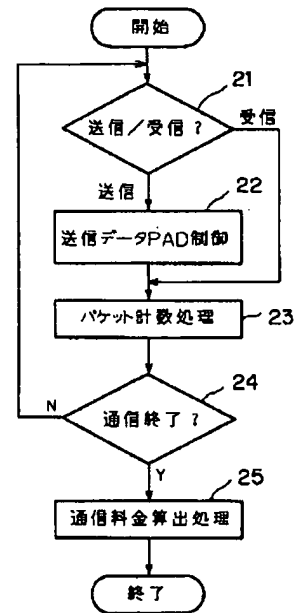 開始
21
送信/受信?
受信
送信
22
送信データPAD制御
パケット計数処理
23
24
通信終了?
N
Y
25
通信料金算出処理
終了